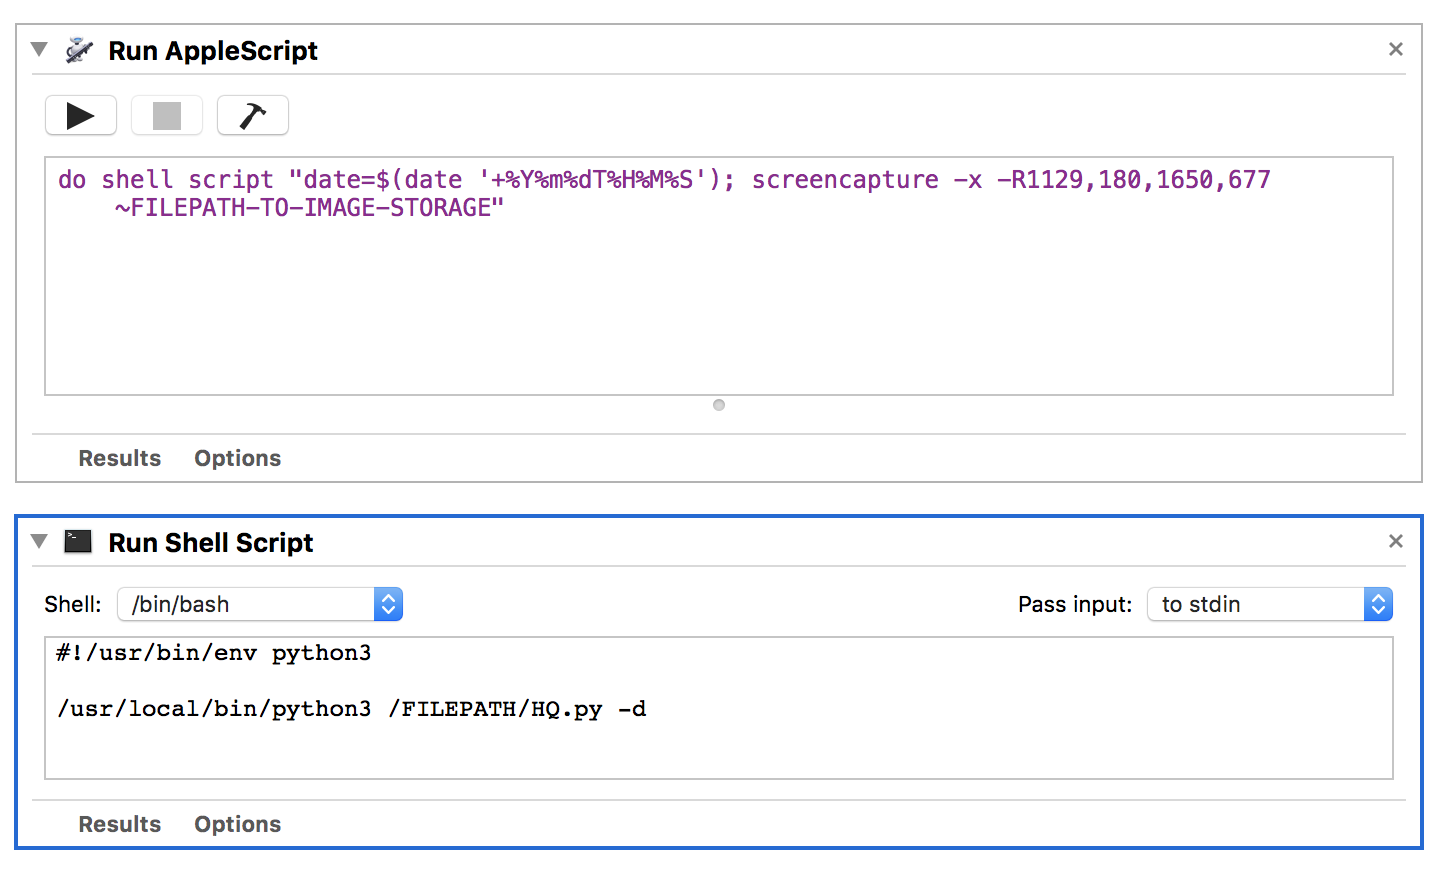 Run AppleScript
do shell script "date=$(date '+%Y%m%dT%H%M%S'); screencapture -x -R1129,180,1650,677
~FILEPATH-TO-IMAGE-STORAGE"
Results Options
Run Shell Script
Shell: /bin/bash Pass input: to stdin
#!/usr/bin/env python3
/usr/local/bin/python3 /FILEPATH/HQ.py -d
Results Options